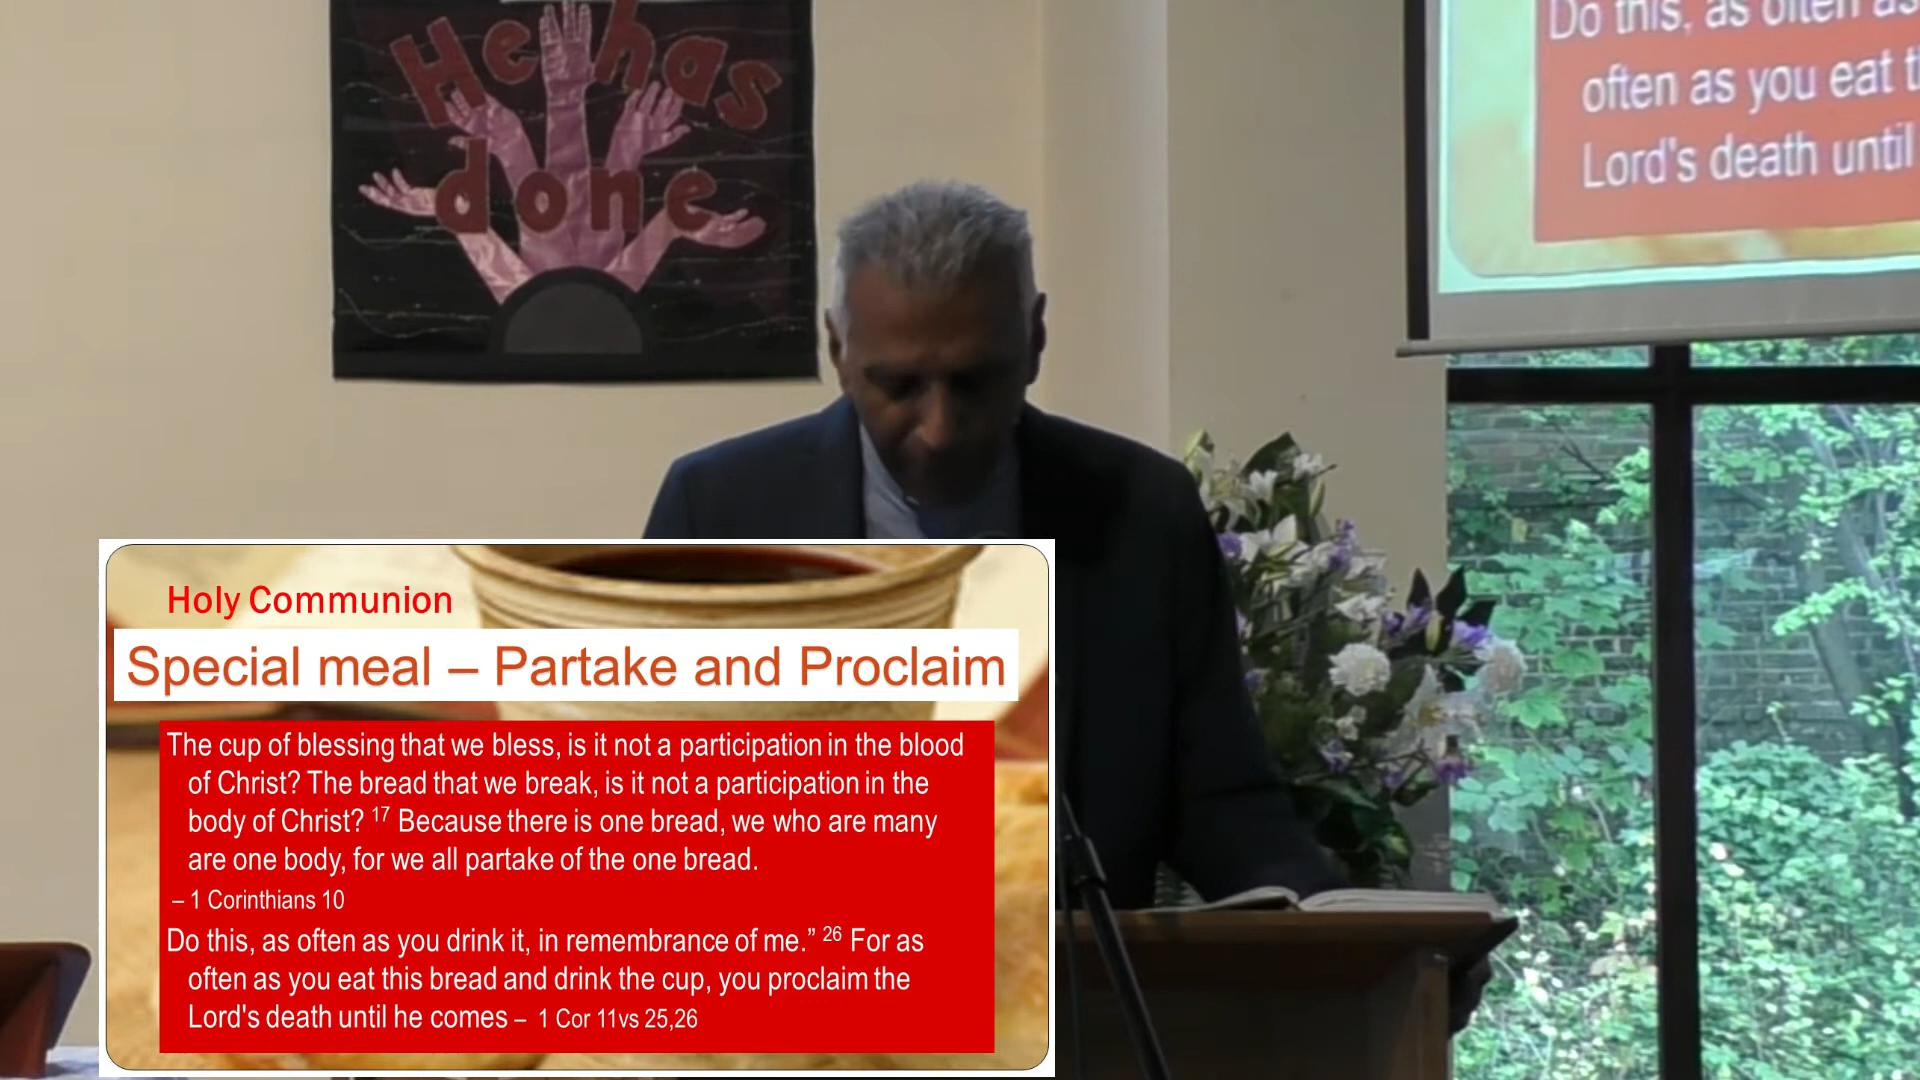 He has
done
Do this, as often as
often as you eat
Lord's death until
Holy Communion
Special meal – Partake and Proclaim
The cup of blessing that we bless, is it not a participation in the blood
of Christ? The bread that we break, is it not a participation in the
body of Christ? 17 Because there is one bread, we who are many
are one body, for we all partake of the one bread.
– 1 Corinthians 10
Do this, as often as you drink it, in remembrance of me.” 26 For as
often as you eat this bread and drink the cup, you proclaim the
Lord's death until he comes – 1 Cor 11vs 25,26